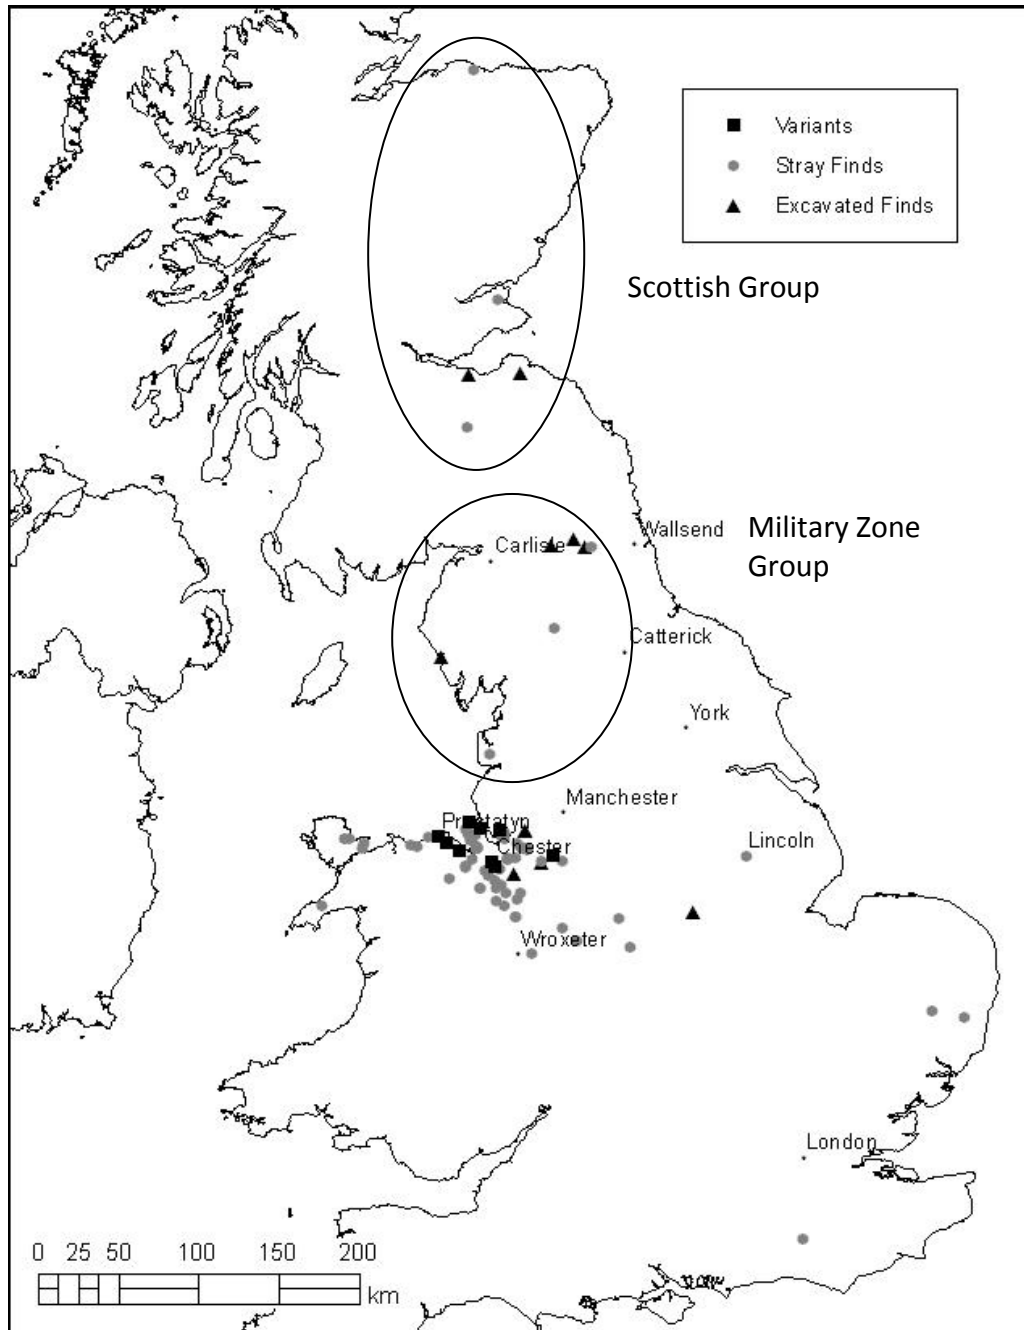 Variants
Stray Finds
Excavated Finds
Scottish Group
Military Zone
Group
Wallsend
Carlisle
Catterick
York
Manchester
Prestatyn
Chester
Lincoln
Wroxeter
London
0 25 50 100 150 200
km